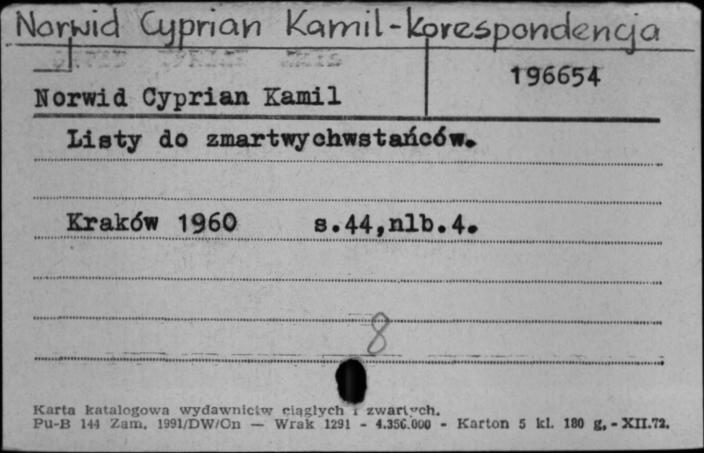 Norwid Cyprian Kamil-korespondencja
196654
Norwid Cyprian Kamil
Listy do zmartwychwstańców.
Kraków 1960 s.44,nlb.4.
8
Karta katalogowa wydawnictw ciągłych i zwartych.
Pu-B 144 Zam. 1991/DW/On — Wrak 1291 - 4.356.000 - Karton 5 kl. 180 g. - XII.72.